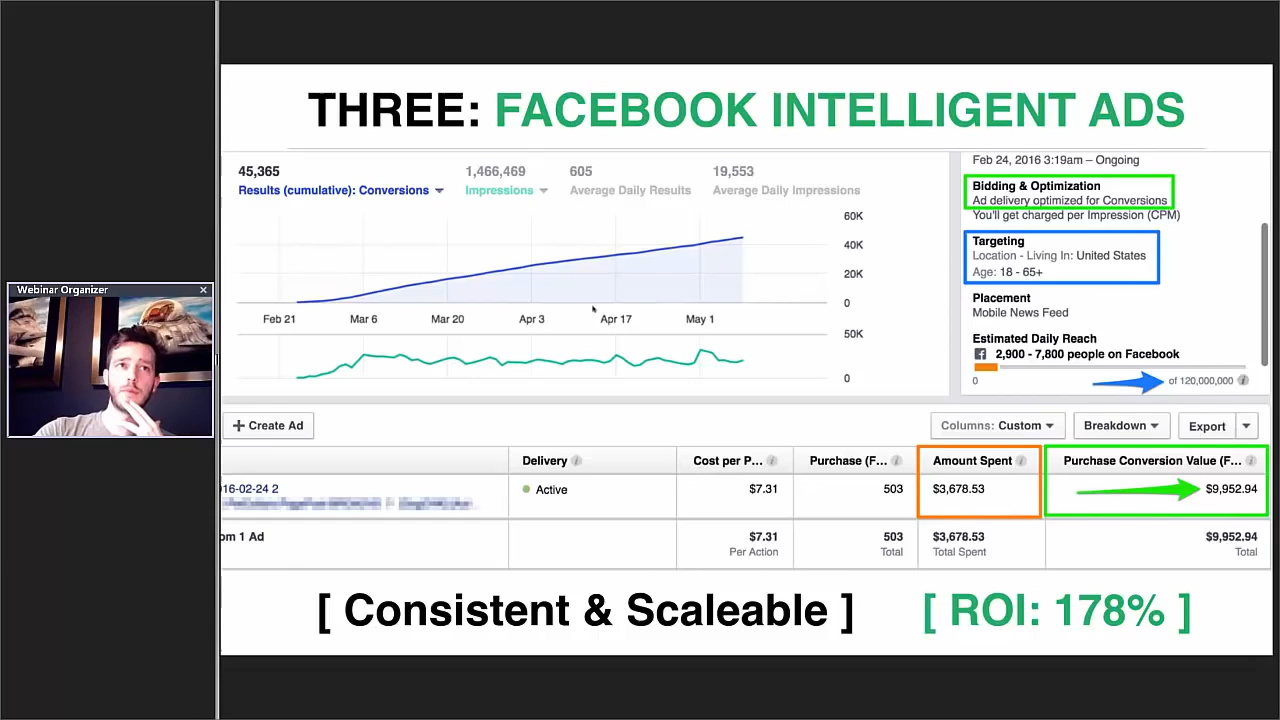 THREE: FACEBOOK INTELLIGENT ADS
45,365
Results (cumulative): Conversions
1,466,469
Impressions
605
Average Daily Results
19,553
Average Daily Impressions
60K
40K
20K
0
Feb 21
Mar 6
Mar 20
Apr 3
Apr 17
May 1
50K
0
Feb 24, 2016 3:19am – Ongoing
Bidding & Optimization
Ad delivery optimized for Conversions
You'll get charged per Impression (CPM)
Targeting
Location - Living In: United States
Age: 18 - 65+
Placement
Mobile News Feed
Estimated Daily Reach
2,900 - 7,800 people on Facebook
0
of 120,000,000
Webinar Organizer
Create Ad
Columns: Custom
Breakdown
Export
Delivery
Cost per P...
Purchase (F...
Amount Spent
Purchase Conversion Value (F...
16-02-24 2
Active
$7.31
503
$3,678.53
$9,952.94
om 1 Ad
$7.31
503
$3,678.53
$9,952.94
Per Action
Total
Total Spent
Total
[ Consistent & Scaleable ]
[ ROI: 178% ]